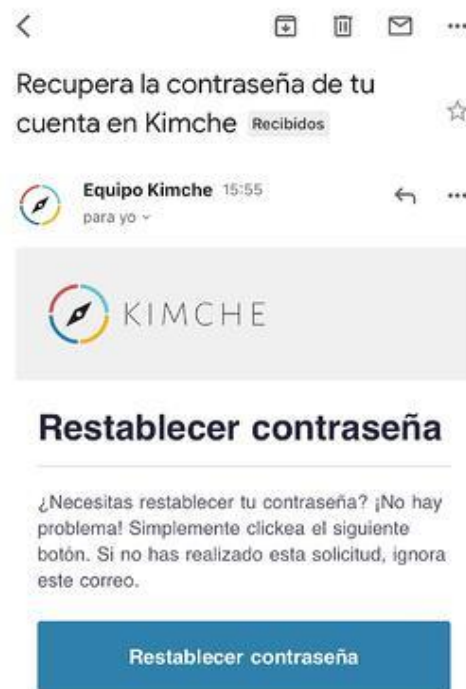 Recupera la contraseña de tu
cuenta en Kimche Recibidos
Equipo Kimche 15:55
para yo
KIMCHE
Restablecer contraseña
¿Necesitas restablecer tu contraseña? ¡No hay
problema! Simplemente clickea el siguiente
botón. Si no has realizado esta solicitud, ignora
este correo.
Restablecer contraseña